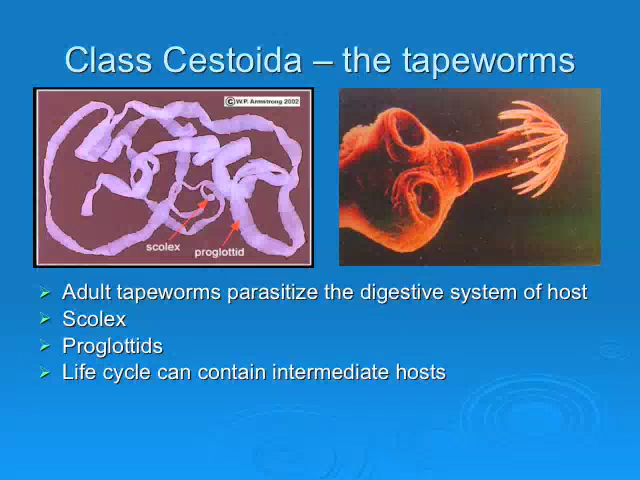 Class Cestoida – the tapeworms
©W.P. Armstrong 2002
scolex
proglottid
Adult tapeworms parasitize the digestive system of host
Scolex
Proglottids
Life cycle can contain intermediate hosts